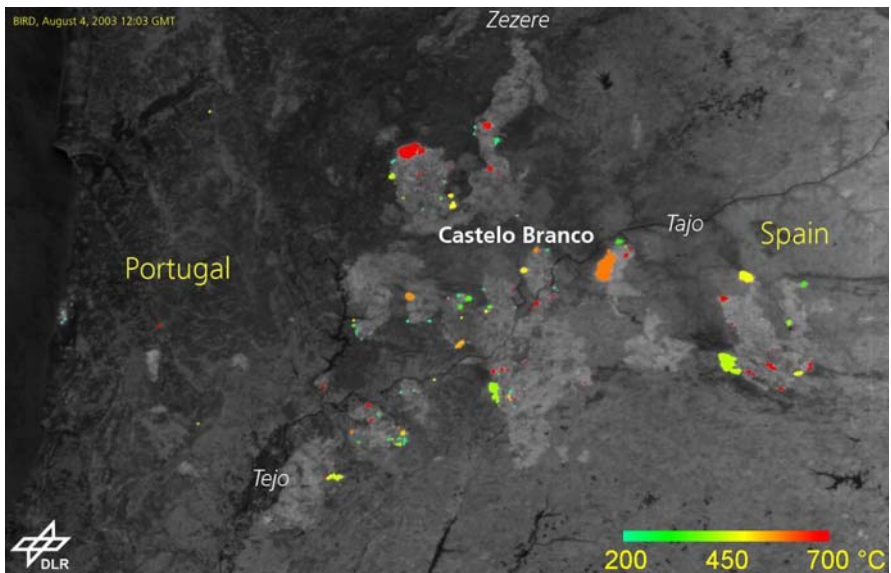 BIRD, August 4, 2003 12:03 GMT
Zezere
Castelo Branco
Tajo
Spain
Portugal
Tejo
DLR
200 450 700 °C